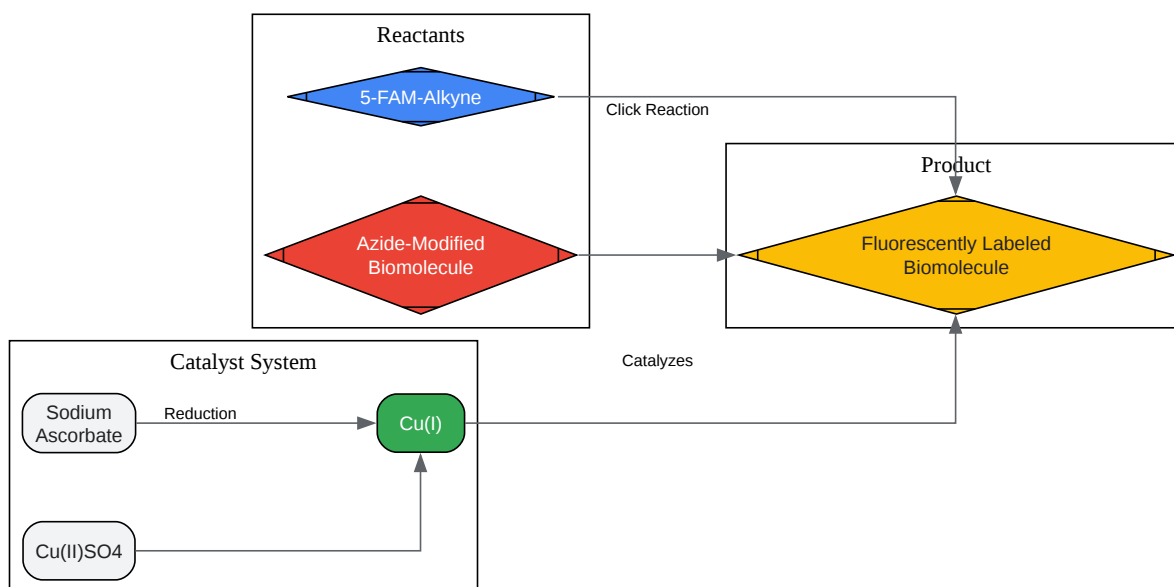 Reactants
5-FAM-Alkyne
Click Reaction
Product
Azide-Modified
Biomolecule
Fluorescently Labeled
Biomolecule
Catalyst System
Catalyzes
Sodium
Ascorbate
Reduction
Cu(I)
Cu(II)SO4